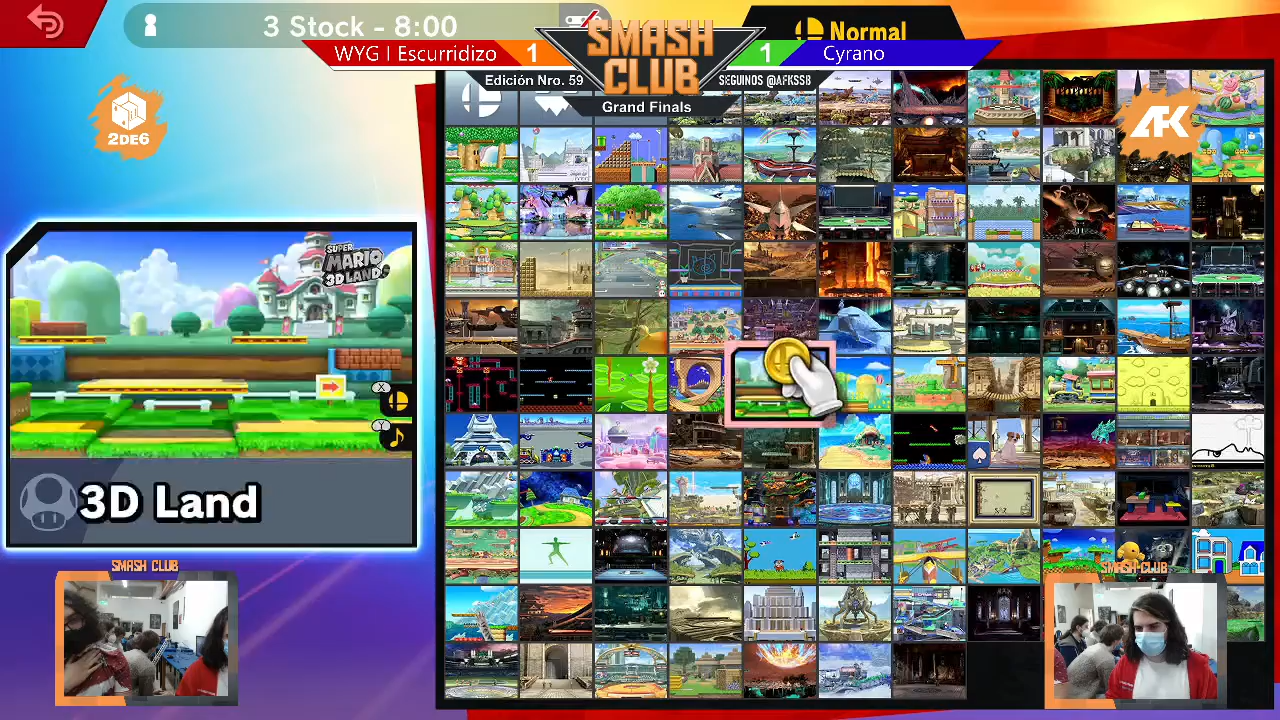 3 Stock - 8:00
Normal
WYG I Escurridizo
1
SMASH
CLUB
1
Cyrano
Edición Nro. 59
SEGUINOS @AFKSSB
Grand Finals
2DE6
AK
SUPER
MARIO
3D LAND
X
Y
3D Land
SMASH CLUB
SMASH CLUB